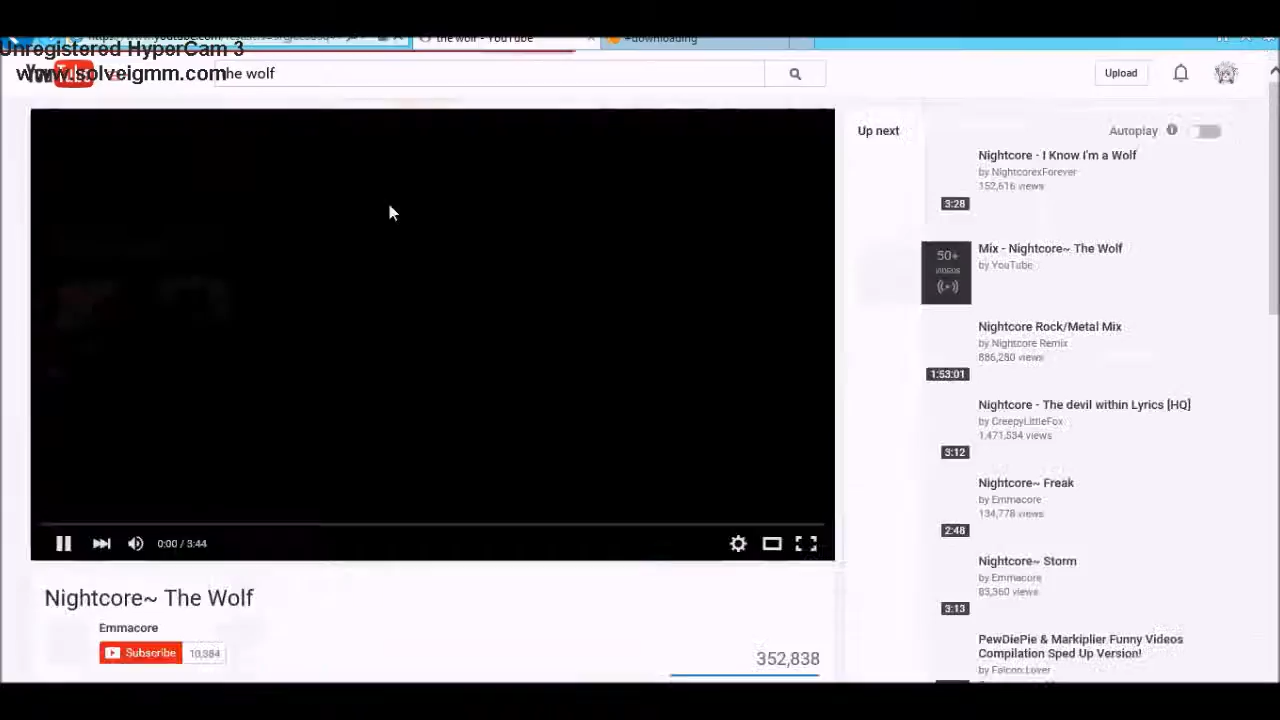 the wolf - YouTube
#downloading
Unregistered HyperCam 3
www.solveigmm.com
the wolf
Upload
Up next
Autoplay
Nightcore - I Know I'm a Wolf
by NightcorexForever
152,616 views
3:28
50+
VIDEOS
Mix - Nightcore~ The Wolf
by YouTube
Nightcore Rock/Metal Mix
by Nightcore Remix
886,280 views
1:53:01
Nightcore - The devil within Lyrics [HQ]
by CreepyLittleFox
1,471,534 views
3:12
Nightcore~ Freak
by Emmacore
134,778 views
2:48
Nightcore~ Storm
by Emmacore
83,360 views
3:13
PewDiePie & Markiplier Funny Videos
Compilation Sped Up Version!
by Falcon Lover
0:00 / 3:44
Nightcore~ The Wolf
Emmacore
Subscribe
10,384
352,838